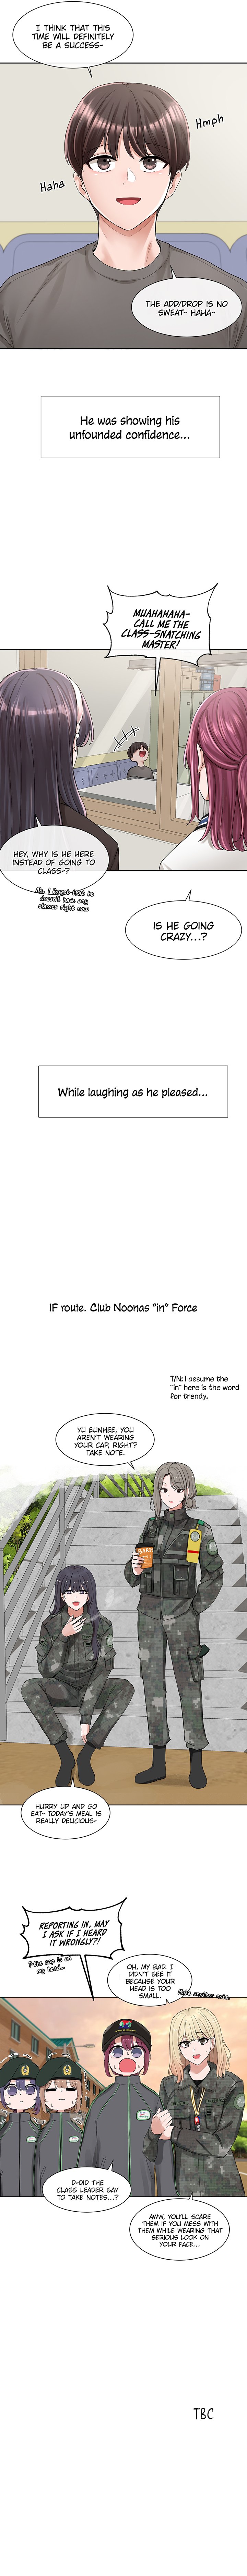 I THINK THAT THIS
TIME WILL DEFINITELY
BE A SUCCESS~
Hmph
Haha
THE ADD/DROP IS NO
SWEAT~ HAHA~
He was showing his
unfounded confidence...
MUAHAHAHA~
CALL ME THE
CLASS-SNATCHING
MASTER!
HEY, WHY IS HE HERE
INSTEAD OF GOING TO
CLASS~?
Ah, I forgot that he
doesn't have any
classes right now
IS HE GOING
CRAZY...?
While laughing as he pleased...
IF route. Club Noonas "in" Force
T/N: I assume the
"in" here is the word
for trendy.
YU EUNHEE, YOU
AREN'T WEARING
YOUR CAP, RIGHT?
TAKE NOTE.
HURRY UP AND GO
EAT~ TODAY'S MEAL IS
REALLY DELICIOUS~
REPORTING IN, MAY
I ASK IF I HEARD
IT WRONGLY?!
T-the cap is on
my head...
OH, MY BAD. I
DIDN'T SEE IT
BECAUSE YOUR
HEAD IS TOO
SMALL.
Make another note.
D-DID THE
CLASS LEADER SAY
TO TAKE NOTES...?
AWW, YOU'LL SCARE
THEM IF YOU MESS WITH
THEM WHILE WEARING THAT
SERIOUS LOOK ON
YOUR FACE...
TBC